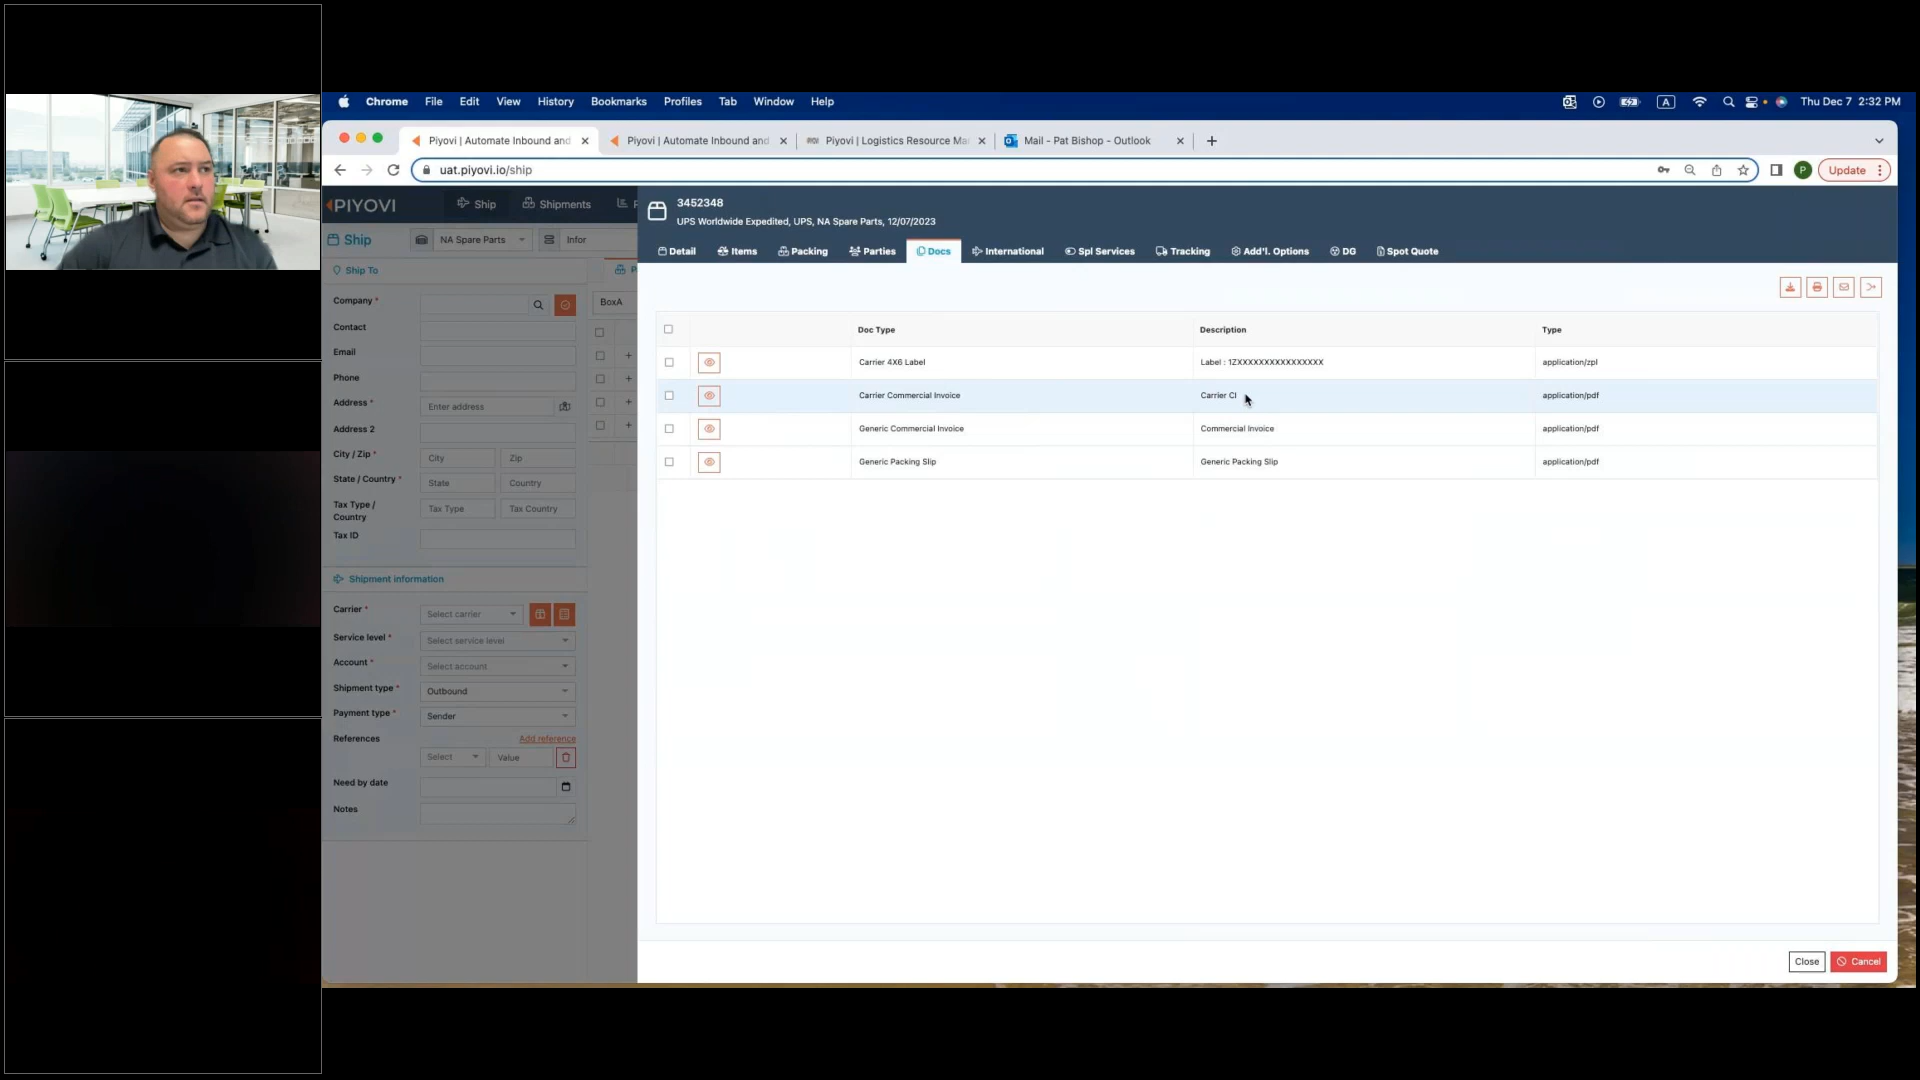 Chrome File Edit View History Bookmarks Profiles Tab Window Help
A
Thu Dec 7 2:32 PM
Piyovi | Automate Inbound and
Piyovi | Automate Inbound and
Piyovi | Logistics Resource Ma
Mail - Pat Bishop - Outlook
uat.piyovi.io/ship
P
Update
PIYOVI
Ship
Shipments
Ship
NA Spare Parts
Infor
Ship To
Company *
Contact
Email
Phone
Address *
Enter address
Address 2
City / Zip *
City
Zip
State / Country *
State
Country
Tax Type / Country
Tax Type
Tax Country
Tax ID
BoxA
Shipment information
Carrier *
Select carrier
Service level *
Select service level
Account *
Select account
Shipment type *
Outbound
Payment type *
Sender
References
Add reference
Select
Value
Need by date
Notes
3452348
UPS Worldwide Expedited, UPS, NA Spare Parts, 12/07/2023
Detail Items Packing Parties Docs International Spl Services Tracking Add'l. Options DG Spot Quote
Doc Type Description Type
Carrier 4X6 Label Label : 1ZXXXXXXXXXXXXXXXX application/zpl
Carrier Commercial Invoice Carrier CI application/pdf
Generic Commercial Invoice Commercial Invoice application/pdf
Generic Packing Slip Generic Packing Slip application/pdf
Close
Cancel